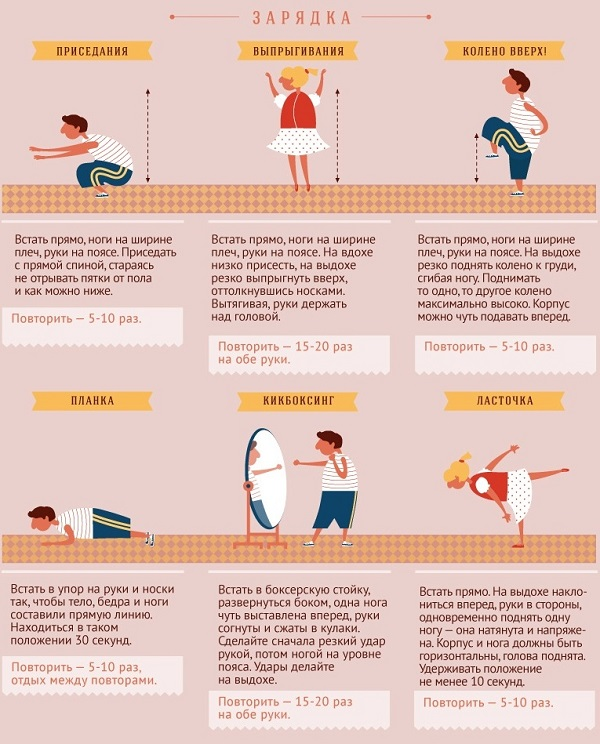 ЗАРЯДКА
ПРИСЕДАНИЯ
Встать прямо, ноги на ширине
плеч, руки на поясе. Приседать
с прямой спиной, стараясь
не отрывать пятки от пола
и как можно ниже.
Повторить — 5-10 раз.
ВЫПРЫГИВАНИЯ
Встать прямо, ноги на ширине
плеч, руки на поясе. На вдохе
низко присесть, на выдохе
резко выпрыгнуть вверх,
оттолкнувшись носками.
Вытягивая, руки держать
над головой.
Повторить — 15-20 раз
на обе руки.
КОЛЕНО ВВЕРХ!
Встать прямо, ноги на ширине
плеч, руки на поясе. На выдохе
резко поднять колено к груди,
сгибая ногу. Поднимать
то одно, то другое колено
максимально высоко. Корпус
можно чуть подавать вперед.
Повторить — 5-10 раз.
ПЛАНКА
Встать в упор на руки и носки
так, чтобы тело, бедра и ноги
составили прямую линию.
Находиться в таком
положении 30 секунд.
Повторить — 5-10 раз,
отдых между повторами.
КИКБОКСИНГ
Встать в боксерскую стойку,
развернуться боком, одна нога
чуть выставлена вперед, руки
согнуты и сжаты в кулаки.
Сделайте сначала резкий удар
рукой, потом ногой на уровне
пояса. Удары делайте
на выдохе.
Повторить — 15-20 раз
на обе руки.
ЛАСТОЧКА
Встать прямо. На выдохе накло-
ниться вперед, руки в стороны,
одновременно поднять одну
ногу — она натянута и напряже-
на. Корпус и нога должны быть
горизонтальны, голова поднята.
Удерживать положение
не менее 10 секунд.
Повторить — 5-10 раз.